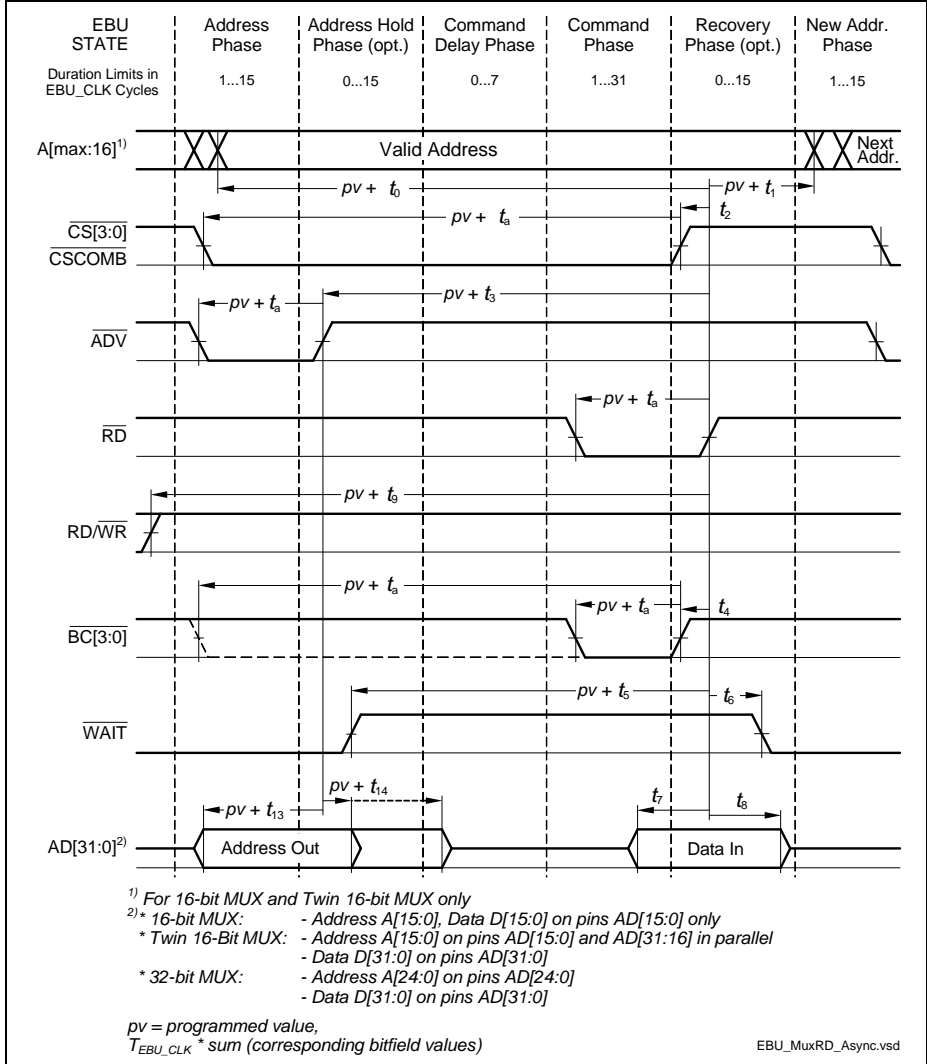 EBU STATE
Address Phase
Address Hold Phase (opt.)
Command Delay Phase
Command Phase
Recovery Phase (opt.)
New Addr. Phase
Duration Limits in EBU_CLK Cycles
1...15
0...15
0...7
1...31
0...15
1...15
A[max:16]1)
Valid Address
Next Addr.
pv + t0
pv + t1
pv + ta
t2
CS[3:0]
CSCOMB
pv + ta
pv + t3
ADV
pv + ta
RD
pv + t9
RD/WR
pv + ta
pv + ta
t4
BC[3:0]
pv + t5
t6
WAIT
pv + t13
pv + t14
t7
t8
AD[31:0]2)
Address Out
Data In
1) For 16-bit MUX and Twin 16-bit MUX only
2)* 16-bit MUX: - Address A[15:0], Data D[15:0] on pins AD[15:0] only
* Twin 16-Bit MUX: - Address A[15:0] on pins AD[15:0] and AD[31:16] in parallel
- Data D[31:0] on pins AD[31:0]
* 32-bit MUX: - Address A[24:0] on pins AD[24:0]
- Data D[31:0] on pins AD[31:0]
pv = programmed value,
TEBU_CLK * sum (corresponding bitfield values)
EBU_MuxRD_Async.vsd